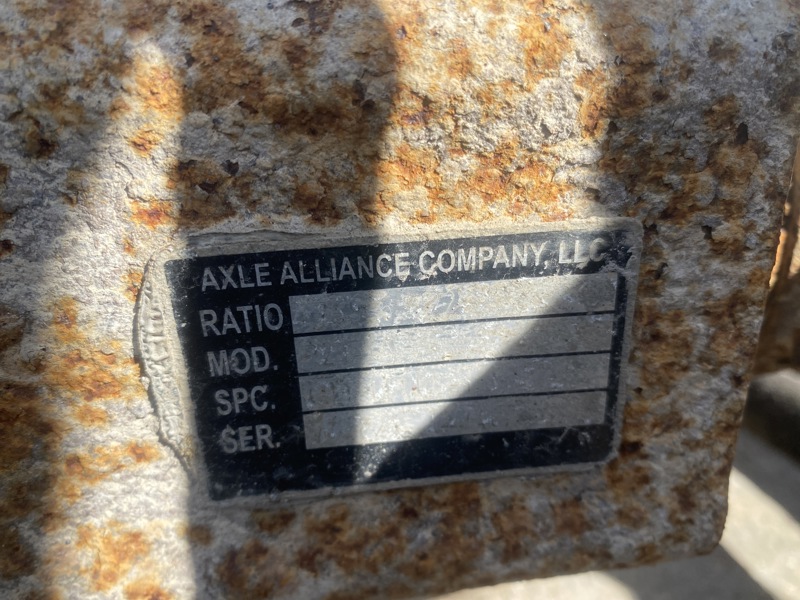 AXLE ALLIANCE COMPANY, LLC
RATIO
MOD.
SPC.
SER.